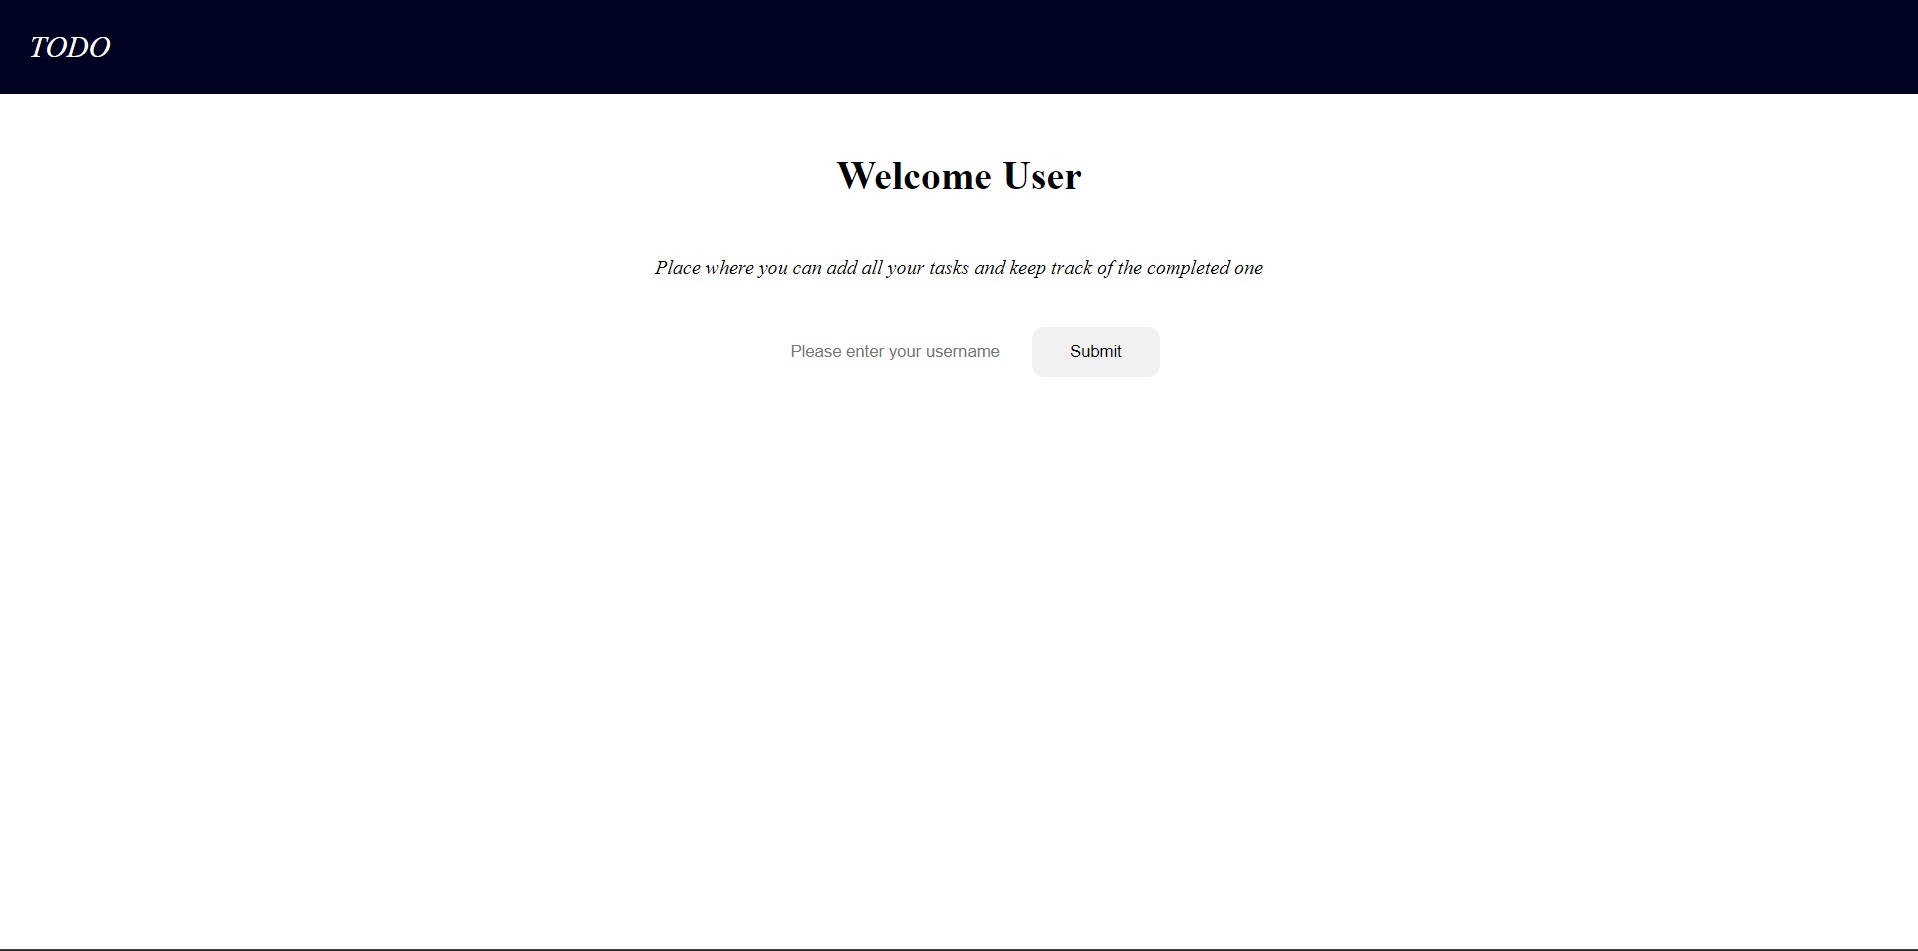 TODO
Welcome User
Place where you can add all your tasks and keep track of the completed one
Please enter your username
Submit